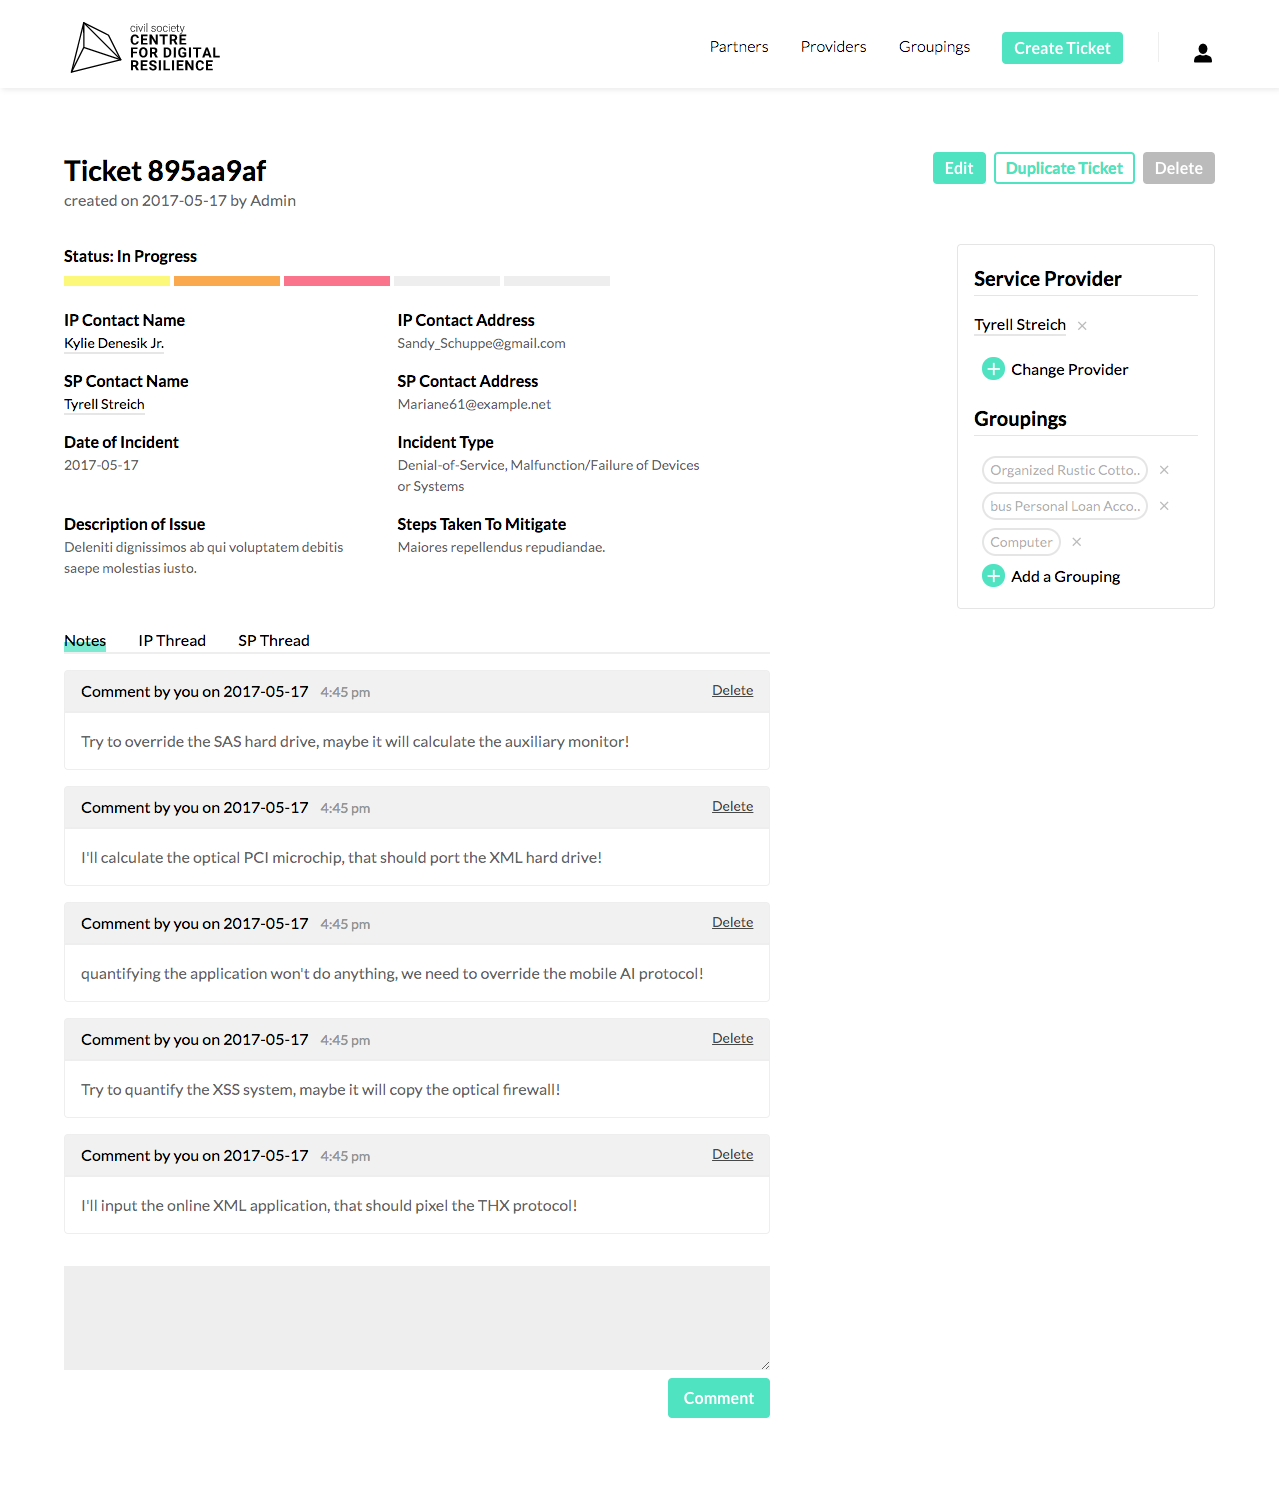 civil society
CENTRE
FOR DIGITAL
RESILIENCE
Partners Providers Groupings Create Ticket
Ticket 895aa9af
created on 2017-05-17 by Admin
Edit Duplicate Ticket Delete
Status: In Progress
IP Contact Name
Kylie Denesik Jr.
IP Contact Address
Sandy_Schuppe@gmail.com
SP Contact Name
Tyrell Streich
SP Contact Address
Mariane61@example.net
Date of Incident
2017-05-17
Incident Type
Denial-of-Service, Malfunction/Failure of Devices
or Systems
Description of Issue
Deleniti dignissimos ab qui voluptatem debitis
saepe molestias iusto.
Steps Taken To Mitigate
Maiores repellendus repudiandae.
Service Provider
Tyrell Streich ×
Change Provider
Groupings
Organized Rustic Cotto.. ×
bus Personal Loan Acco.. ×
Computer ×
Add a Grouping
Notes IP Thread SP Thread
Comment by you on 2017-05-17 4:45 pm Delete
Try to override the SAS hard drive, maybe it will calculate the auxiliary monitor!
Comment by you on 2017-05-17 4:45 pm Delete
I'll calculate the optical PCI microchip, that should port the XML hard drive!
Comment by you on 2017-05-17 4:45 pm Delete
quantifying the application won't do anything, we need to override the mobile AI protocol!
Comment by you on 2017-05-17 4:45 pm Delete
Try to quantify the XSS system, maybe it will copy the optical firewall!
Comment by you on 2017-05-17 4:45 pm Delete
I'll input the online XML application, that should pixel the THX protocol!
Comment